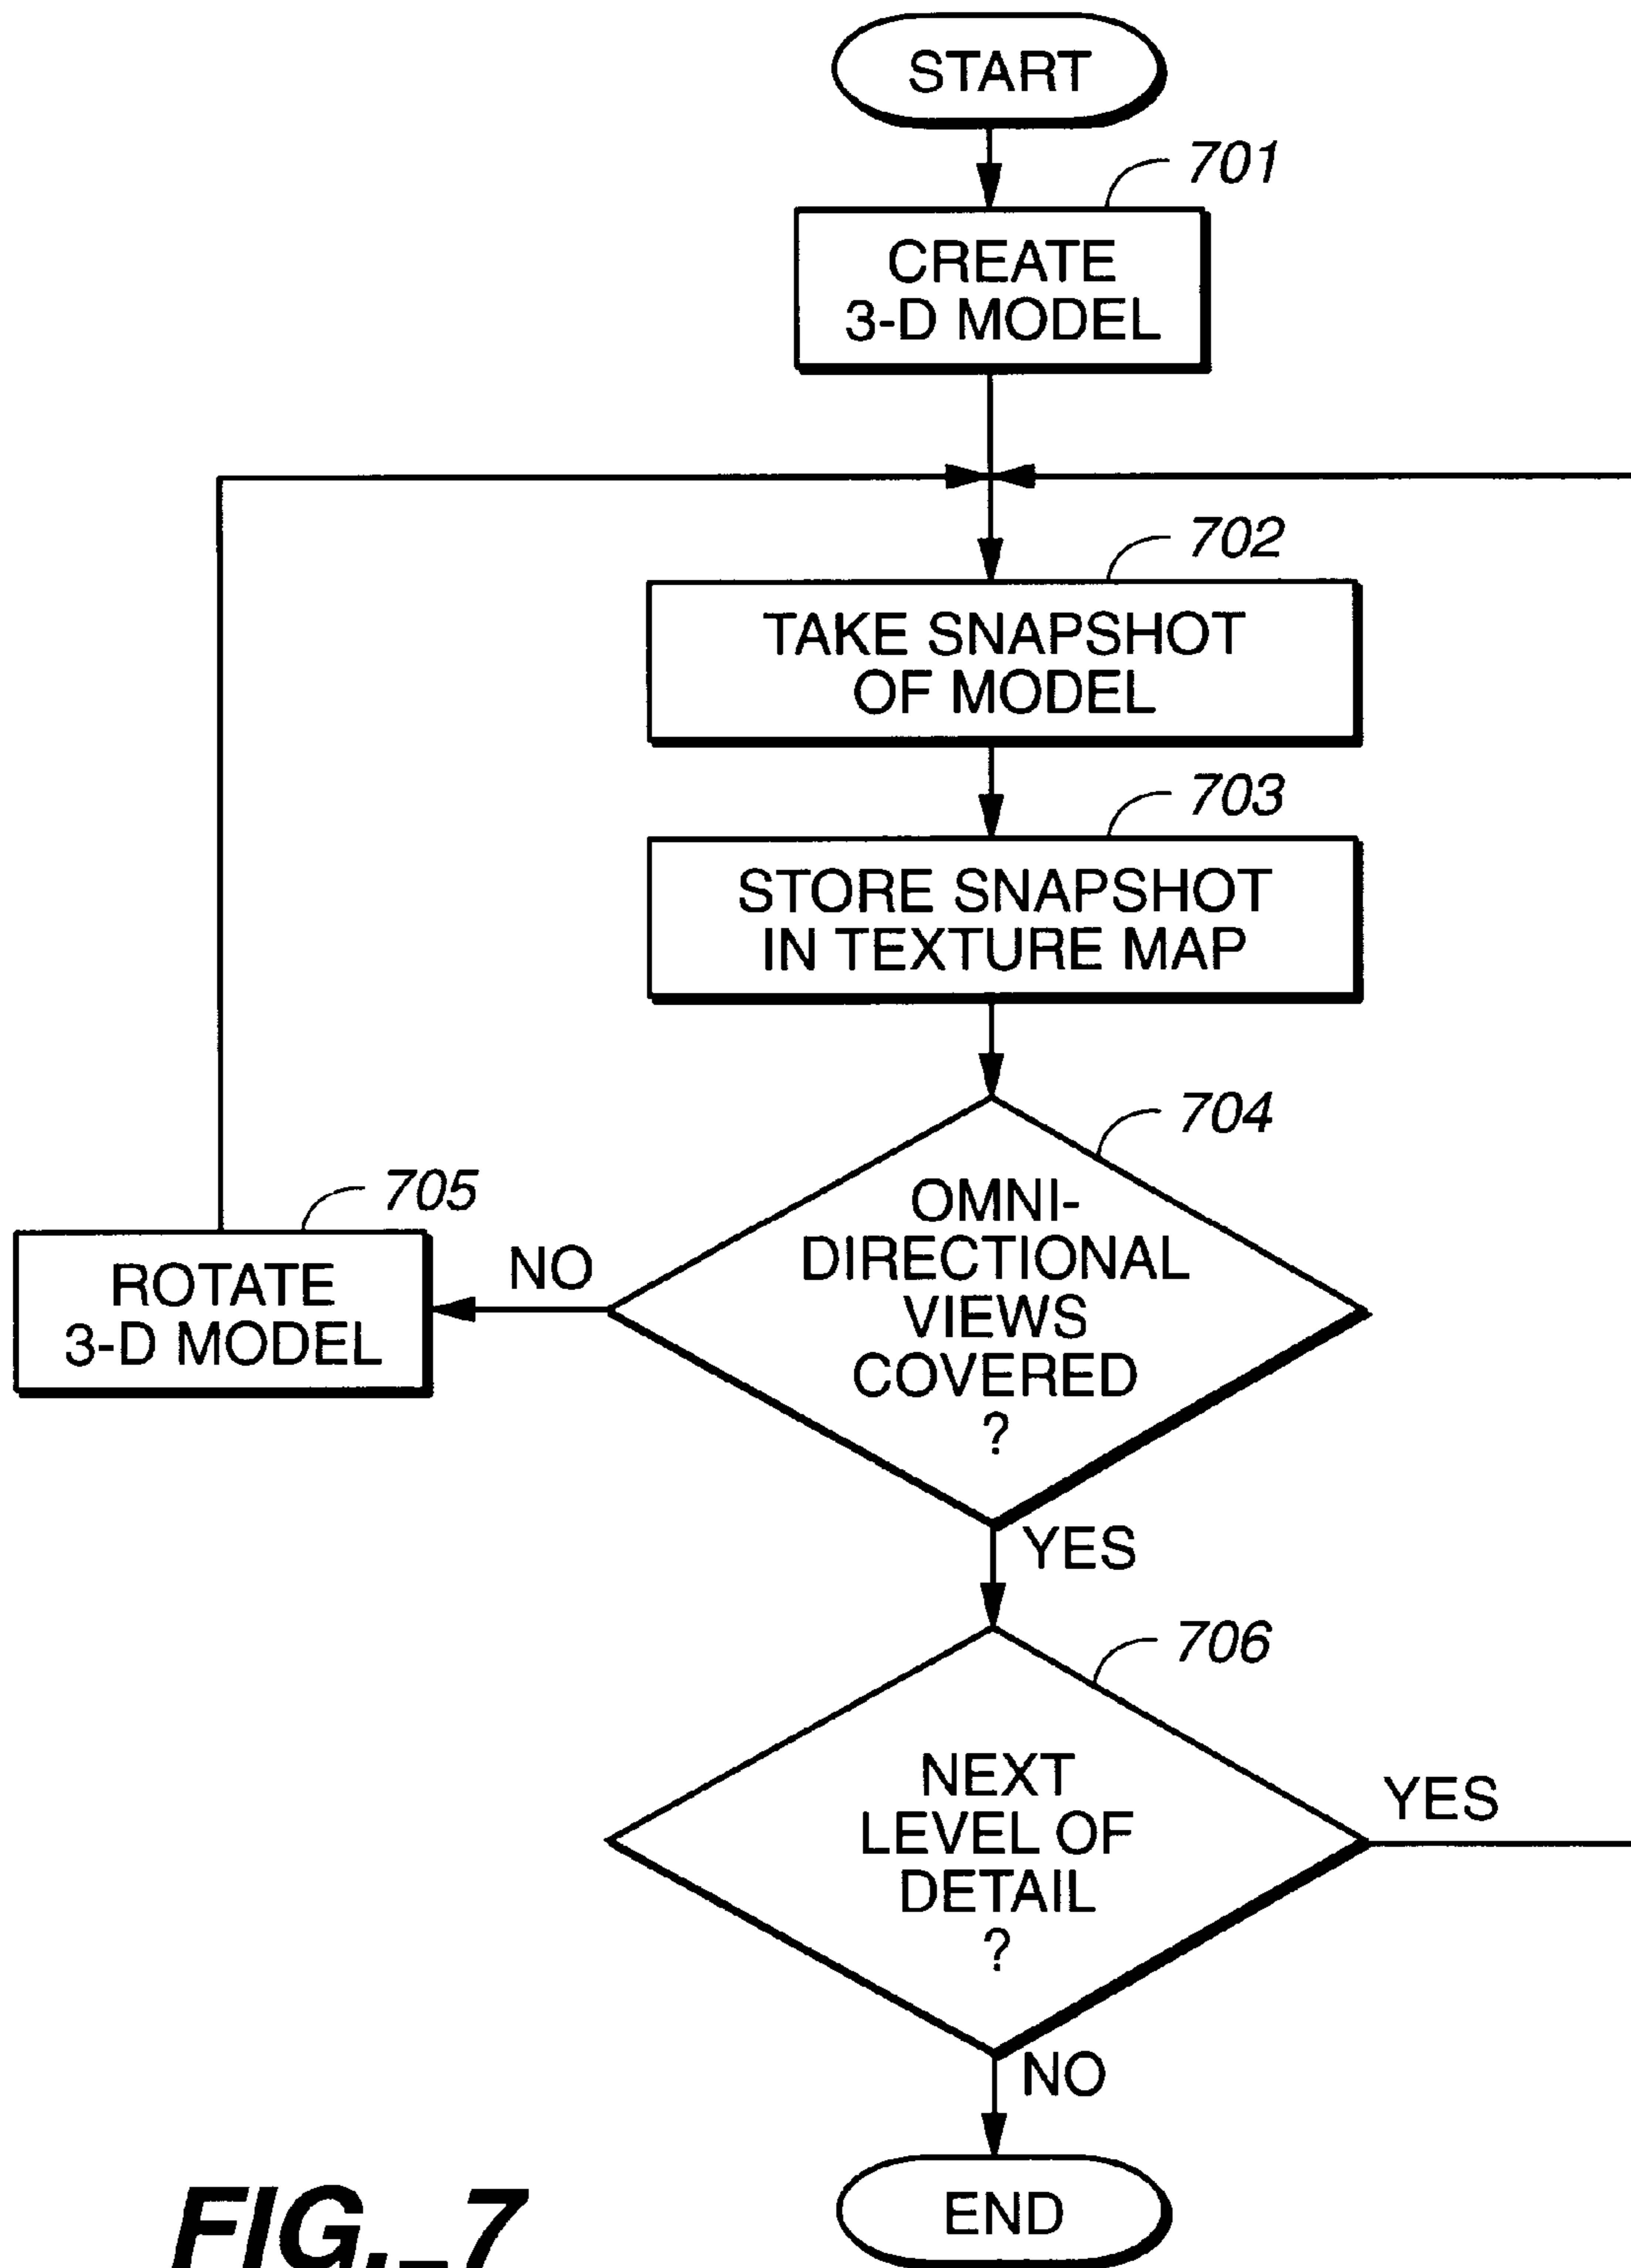 START
701
CREATE
3-D MODEL
702
TAKE SNAPSHOT
OF MODEL
703
STORE SNAPSHOT
IN TEXTURE MAP
704
OMNI-
DIRECTIONAL
VIEWS
COVERED
?
705
ROTATE
3-D MODEL
NO
YES
706
NEXT
LEVEL OF
DETAIL
?
YES
NO
END
FIG._7